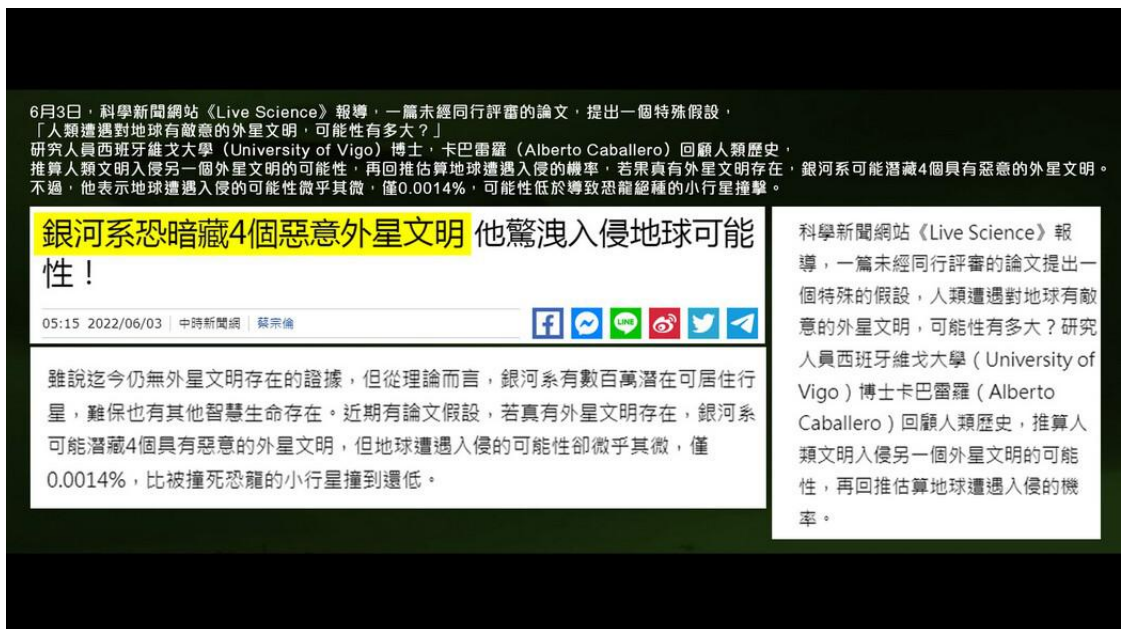 6月3日，科學新聞網站《Live Science》報導，一篇未經同行評審的論文，提出一個特殊假設，
「人類遭遇對地球有敵意的外星文明，可能性有多大？」
研究人員西班牙維戈大學（University of Vigo）博士，卡巴雷羅（Alberto Caballero）回顧人類歷史，
推算人類文明入侵另一個外星文明的可能性，再回推估算地球遭遇入侵的機率，若果真有外星文明存在，銀河系可能潛藏4個具有惡意的外星文明。
不過，他表示地球遭遇入侵的可能性微乎其微，僅0.0014%，可能性低於導致恐龍絕種的小行星撞擊。
銀河系恐暗藏4個惡意外星文明 他驚洩入侵地球可能
性！
05:15 2022/06/03 | 中時新聞網 | 蔡宗倫
LINE
雖說迄今仍無外星文明存在的證據，但從理論而言，銀河系有數百萬潛在可居住行
星，難保也有其他智慧生命存在。近期有論文假設，若真有外星文明存在，銀河系
可能潛藏4個具有惡意的外星文明，但地球遭遇入侵的可能性卻微乎其微，僅
0.0014%，比被撞死恐龍的小行星撞到還低。
科學新聞網站《Live Science》報
導，一篇未經同行評審的論文提出一
個特殊的假設，人類遭遇對地球有敵
意的外星文明，可能性有多大？研究
人員西班牙維戈大學（University of
Vigo）博士卡巴雷羅（Alberto
Caballero）回顧人類歷史，推算人
類文明入侵另一個外星文明的可能
性，再回推估算地球遭遇入侵的機
率。